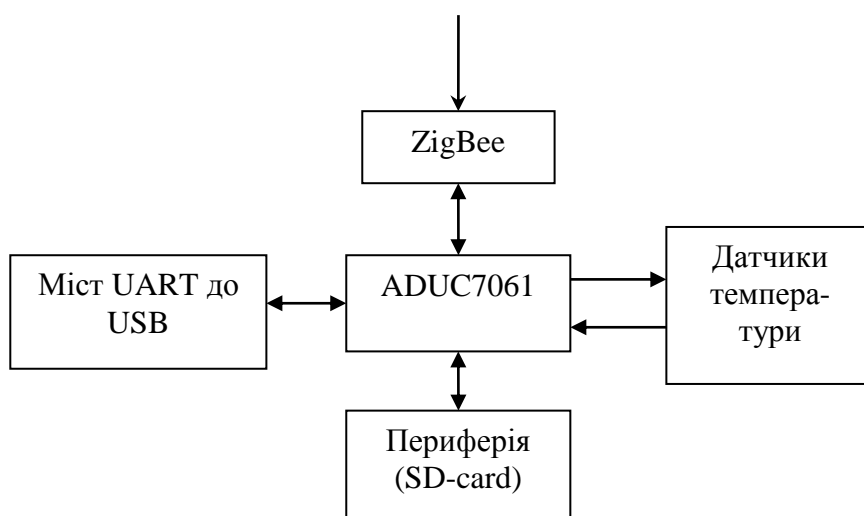 ZigBee
Міст UART до
USB
ADUC7061
Датчики
темпера-
тури
Периферія
(SD-card)